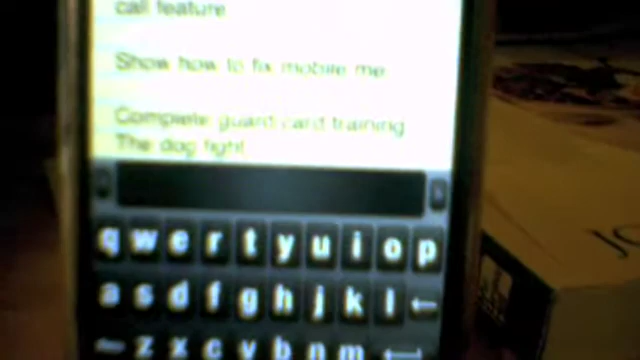 call feature
Show how to fix mobile me
Complete guard card training
The dog fight
q w e r t y u i o p
a s d f g h j k l ←
z x c v b n m